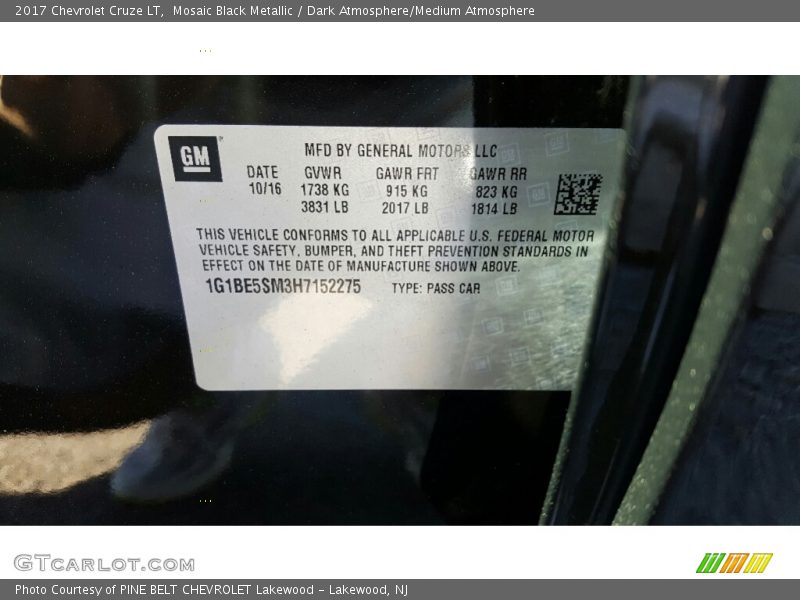 2017 Chevrolet Cruze LT,  Mosaic Black Metallic / Dark Atmosphere/Medium Atmosphere
GM
MFD BY GENERAL MOTORS LLC
DATE GVWR GAWR FRT GAWR RR
10/16 1738 KG 915 KG 823 KG
3831 LB 2017 LB 1814 LB
THIS VEHICLE CONFORMS TO ALL APPLICABLE U.S. FEDERAL MOTOR
VEHICLE SAFETY, BUMPER, AND THEFT PREVENTION STANDARDS IN
EFFECT ON THE DATE OF MANUFACTURE SHOWN ABOVE.
1G1BE5SM3H7152275 TYPE: PASS CAR
GTCARLOT.COM
Photo Courtesy of PINE BELT CHEVROLET Lakewood - Lakewood, NJ